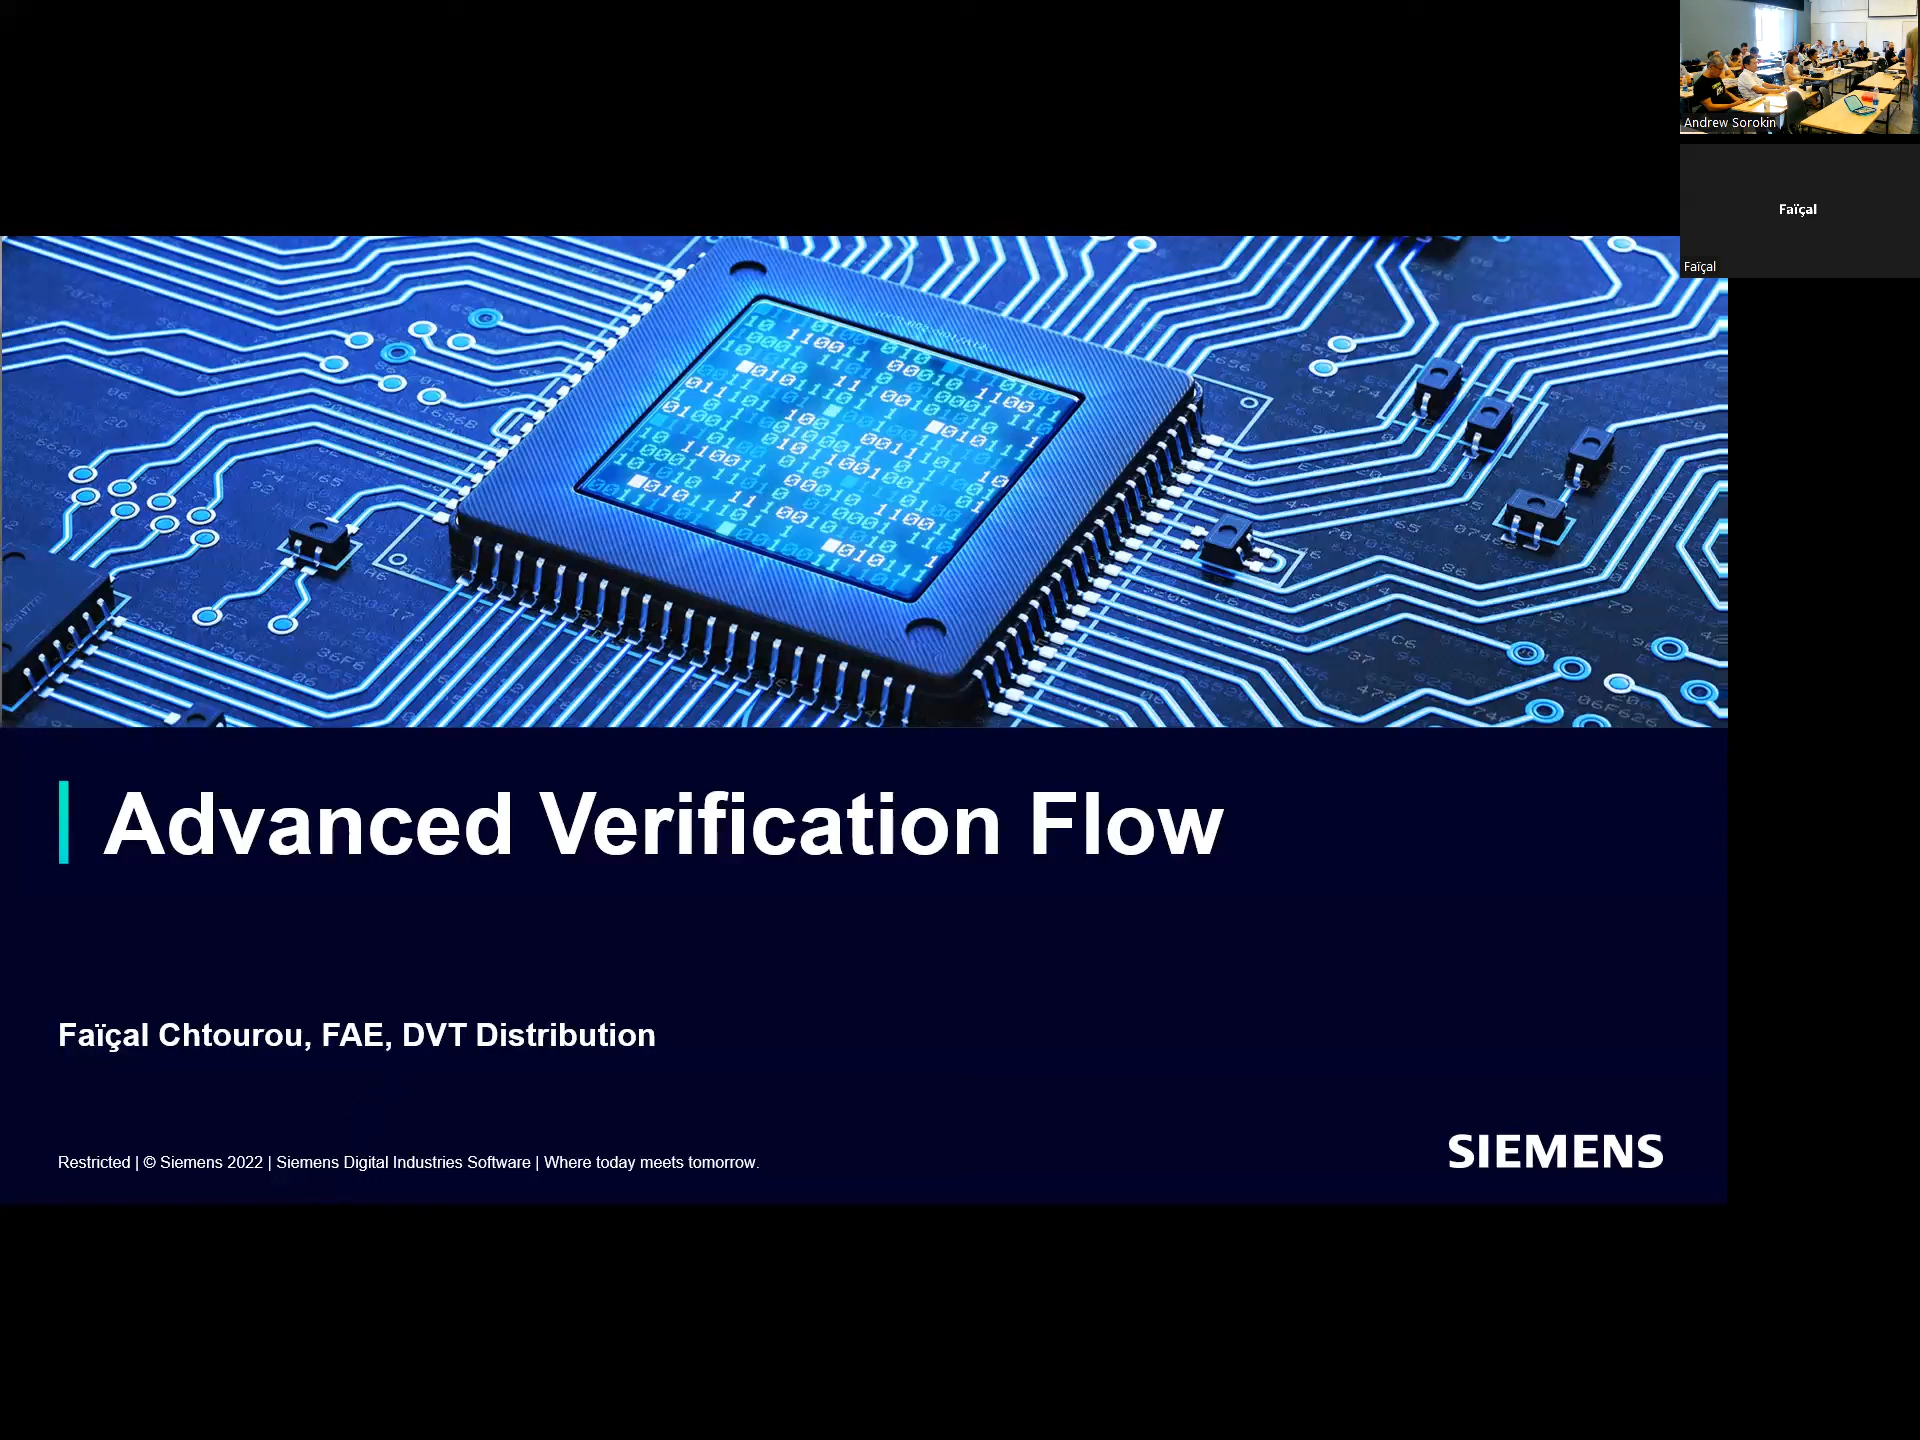 Andrew Sorokin
Faïçal
Faïçal
Advanced Verification Flow
Faïçal Chtourou, FAE, DVT Distribution
Restricted | © Siemens 2022 | Siemens Digital Industries Software | Where today meets tomorrow.
SIEMENS